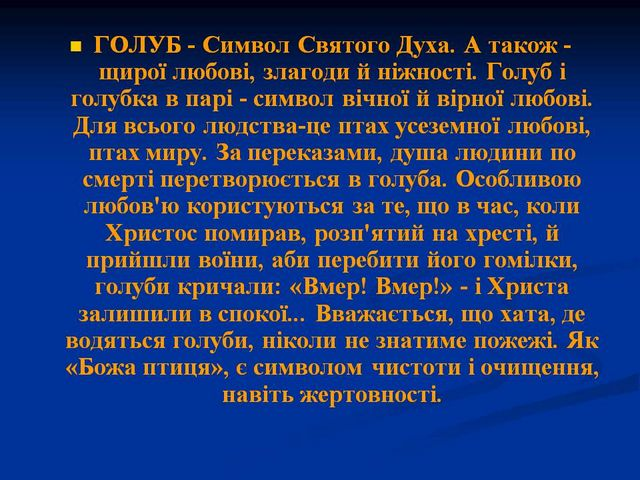 ГОЛУБ - Символ Святого Духа. А також -
щирої любові, злагоди й ніжності. Голуб і
голубка в парі - символ вічної й вірної любові.
Для всього людства-це птах усеземної любові,
птах миру. За переказами, душа людини по
смерті перетворюється в голуба. Особливою
любов'ю користуються за те, що в час, коли
Христос помирав, розп'ятий на хресті, й
прийшли воїни, аби перебити його гомілки,
голуби кричали: «Вмер! Вмер!» - і Христа
залишили в спокої... Вважається, що хата, де
водяться голуби, ніколи не знатиме пожежі. Як
«Божа птиця», є символом чистоти і очищення,
навіть жертовності.